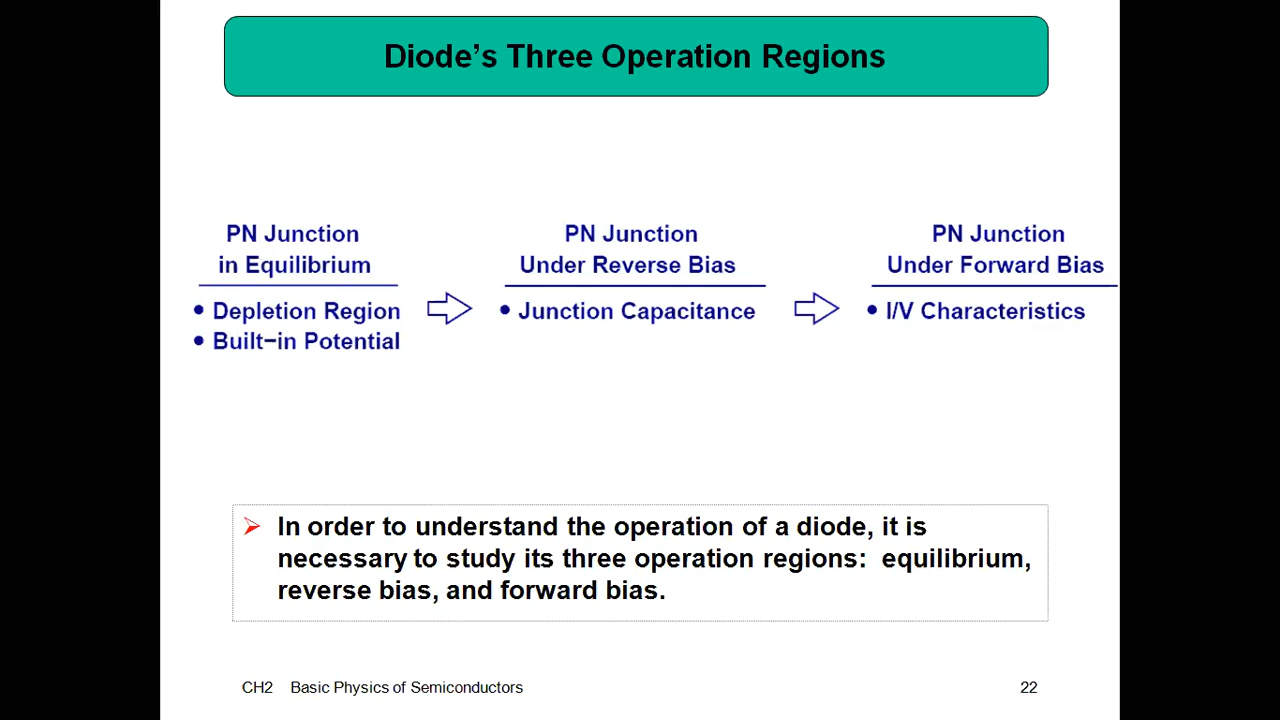 Diode's Three Operation Regions
PN Junction
in Equilibrium
• Depletion Region
• Built−in Potential
PN Junction
Under Reverse Bias
• Junction Capacitance
PN Junction
Under Forward Bias
• I/V Characteristics
In order to understand the operation of a diode, it is
necessary to study its three operation regions: equilibrium,
reverse bias, and forward bias.
CH2 Basic Physics of Semiconductors
22